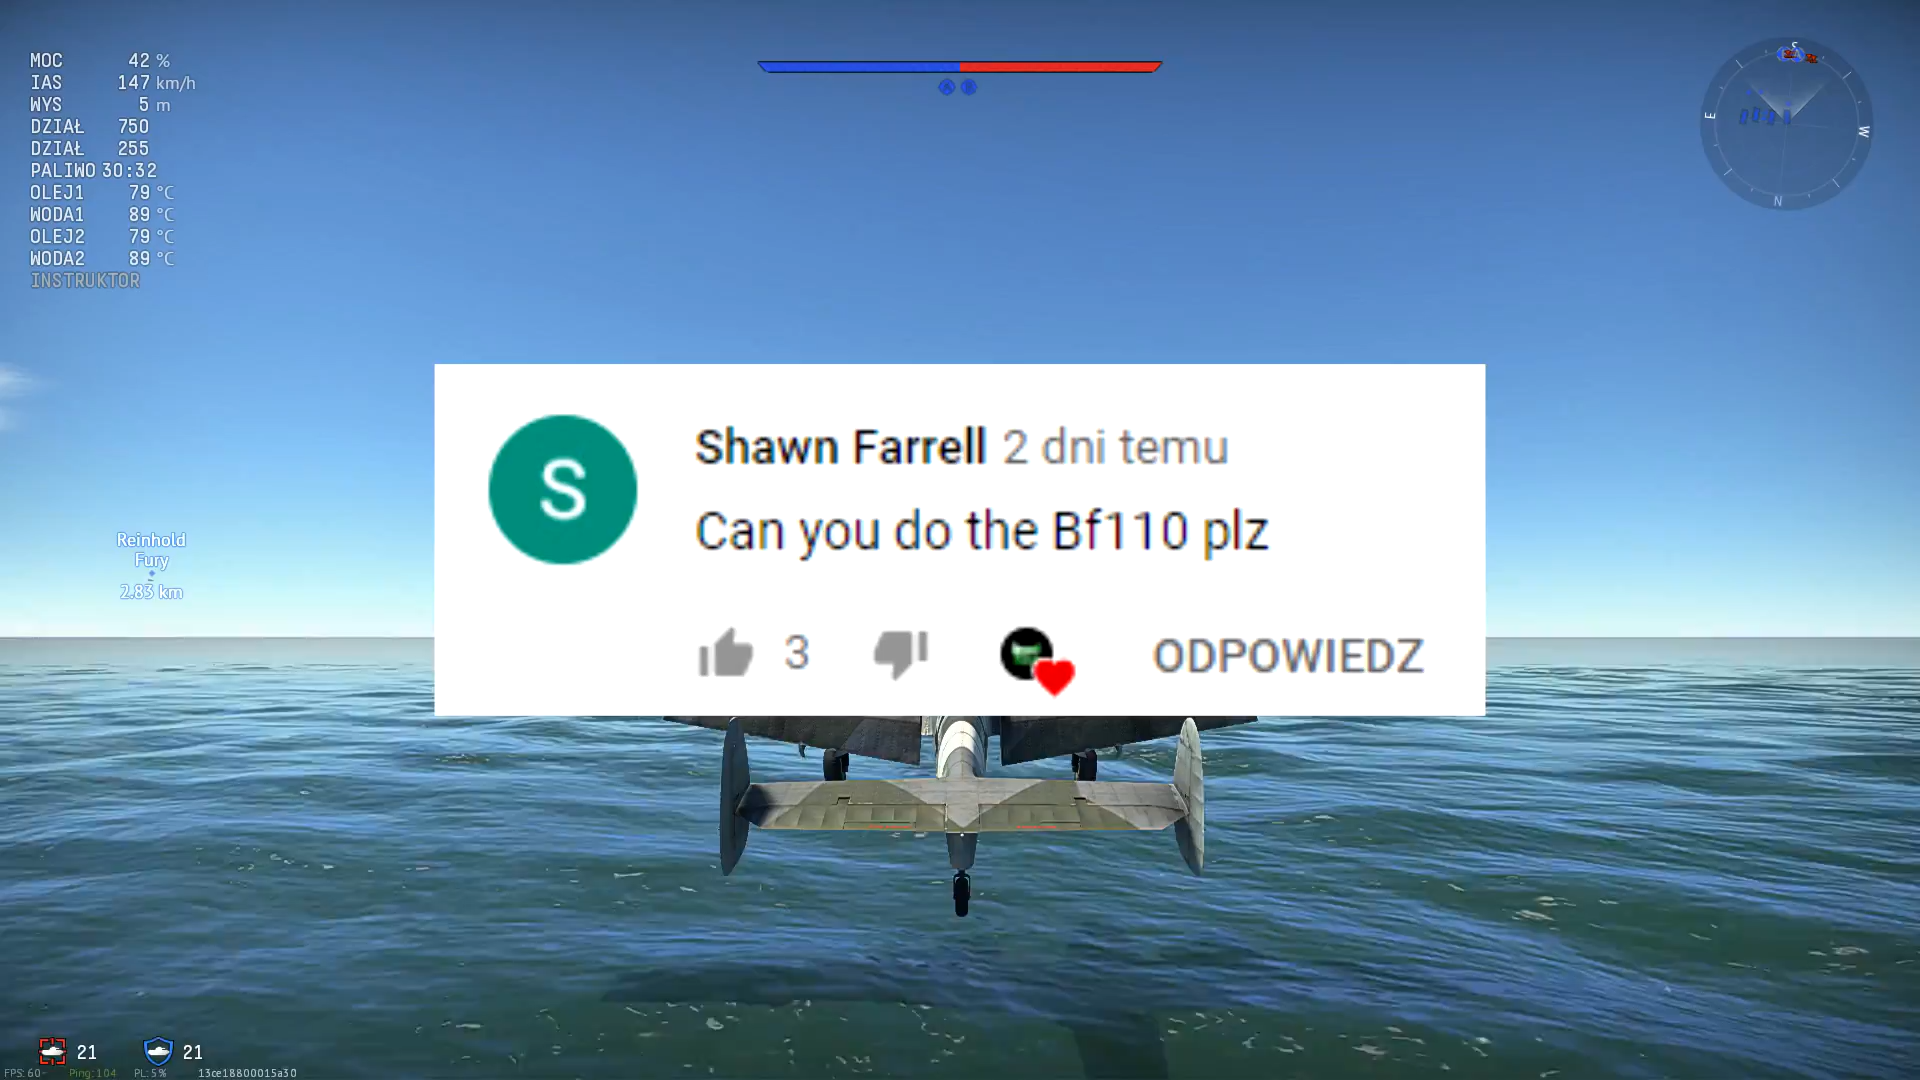 MOC 42 %
IAS 147 km/h
WYS 5 m
DZIAŁ 750
DZIAŁ 255
PALIWO 30:32
OLEJ1 79 °C
WODA1 89 °C
OLEJ2 79 °C
WODA2 89 °C
INSTRUKTOR
S
E
W
N
S
Shawn Farrell 2 dni temu
Can you do the Bf110 plz
3
ODPOWIEDZ
Reinhold
Fury
2.83 km
21 21
FPS:60- Ping:104 PL:5% 13ce18800015a30